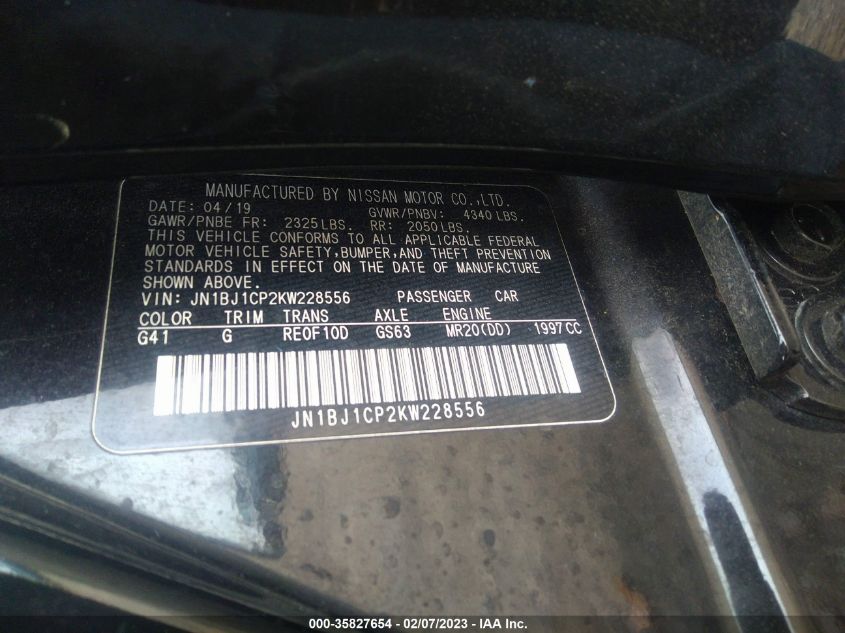 MANUFACTURED BY NISSAN MOTOR CO.,LTD.
DATE: 04/19 GVWR/PNBV: 4340 LBS.
GAWR/PNBE FR: 2325 LBS. RR: 2050 LBS.
THIS VEHICLE CONFORMS TO ALL APPLICABLE FEDERAL
MOTOR VEHICLE SAFETY, BUMPER, AND THEFT PREVENTION
STANDARDS IN EFFECT ON THE DATE OF MANUFACTURE
SHOWN ABOVE.
VIN: JN1BJ1CP2KW228556 PASSENGER CAR
COLOR TRIM TRANS AXLE ENGINE
G41 G RE0F10D GS63 MR20(DD) 1997CC
JN1BJ1CP2KW228556
000-35827654 — 02/07/2023 — IAA Inc.